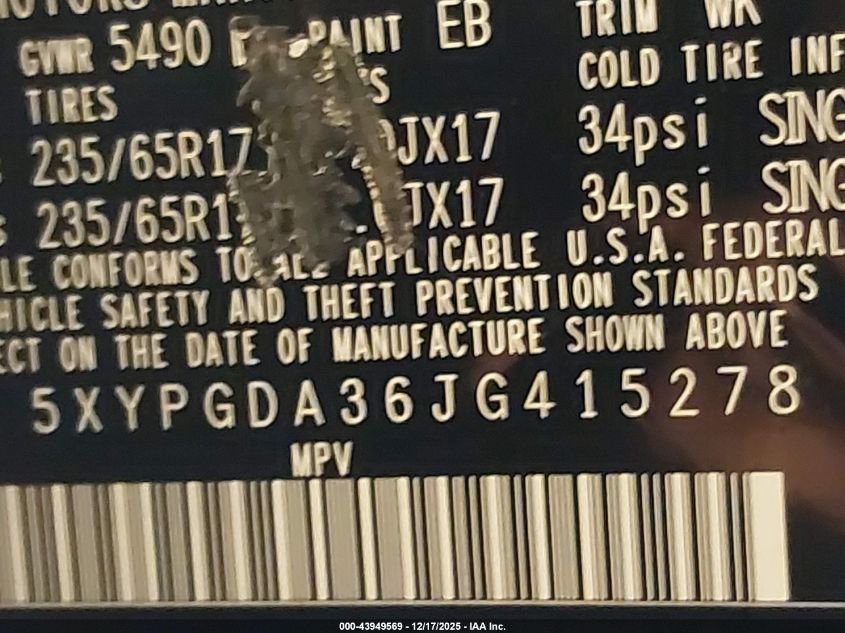 GVWR 5490 PAINT EB TRIM WK
TIRES COLD TIRE INF
235/65R17 JX17 34psi SING
235/65R1 JX17 34psi SING
LE CONFORMS TO ALL APPLICABLE U.S.A. FEDERAL
HICLE SAFETY AND THEFT PREVENTION STANDARDS
ECT ON THE DATE OF MANUFACTURE SHOWN ABOVE
5XYPGDA36JG415278
MPV
000-43949569 - 12/17/2025 - IAA Inc.